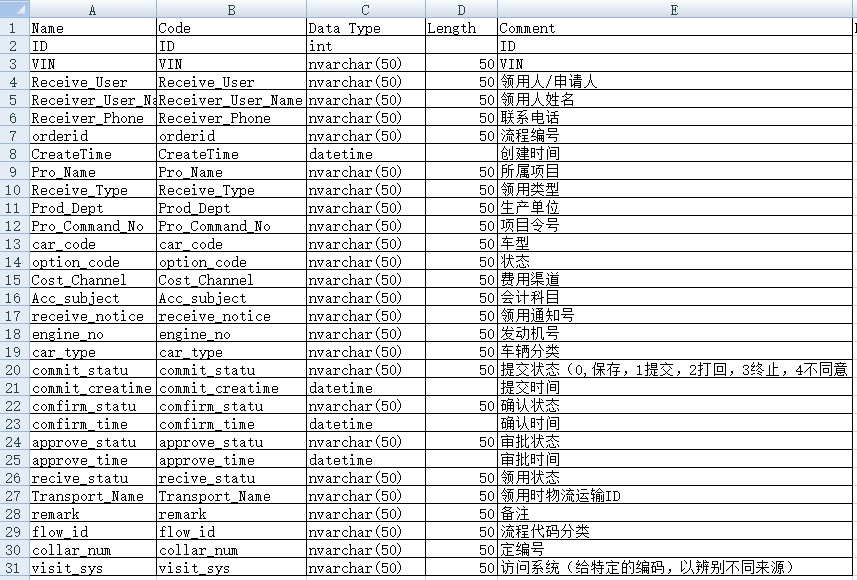 A B C D E
1 Name Code Data Type Length Comment
2 ID ID int ID
3 VIN VIN nvarchar(50) 50 VIN
4 Receive_User Receive_User nvarchar(50) 50 领用人/申请人
5 Receiver_User_Na Receiver_User_Name nvarchar(50) 50 领用人姓名
6 Receiver_Phone Receiver_Phone nvarchar(50) 50 联系电话
7 orderid orderid nvarchar(50) 50 流程编号
8 CreateTime CreateTime datetime 创建时间
9 Pro_Name Pro_Name nvarchar(50) 50 所属项目
10 Receive_Type Receive_Type nvarchar(50) 50 领用类型
11 Prod_Dept Prod_Dept nvarchar(50) 50 生产单位
12 Pro_Command_No Pro_Command_No nvarchar(50) 50 项目令号
13 car_code car_code nvarchar(50) 50 车型
14 option_code option_code nvarchar(50) 50 状态
15 Cost_Channel Cost_Channel nvarchar(50) 50 费用渠道
16 Acc_subject Acc_subject nvarchar(50) 50 会计科目
17 receive_notice receive_notice nvarchar(50) 50 领用通知号
18 engine_no engine_no nvarchar(50) 50 发动机号
19 car_type car_type nvarchar(50) 50 车辆分类
20 commit_statu commit_statu nvarchar(50) 50 提交状态（0,保存，1提交，2打回，3终止，4不同意
21 commit_creatime commit_creatime datetime 提交时间
22 comfirm_statu comfirm_statu nvarchar(50) 50 确认状态
23 comfirm_time comfirm_time datetime 确认时间
24 approve_statu approve_statu nvarchar(50) 50 审批状态
25 approve_time approve_time datetime 审批时间
26 recive_statu recive_statu nvarchar(50) 50 领用状态
27 Transport_Name Transport_Name nvarchar(50) 50 领用时物流运输ID
28 remark remark nvarchar(50) 50 备注
29 flow_id flow_id nvarchar(50) 50 流程代码分类
30 collar_num collar_num nvarchar(50) 50 定编号
31 visit_sys visit_sys nvarchar(50) 50 访问系统（给特定的编码，以辨别不同来源）